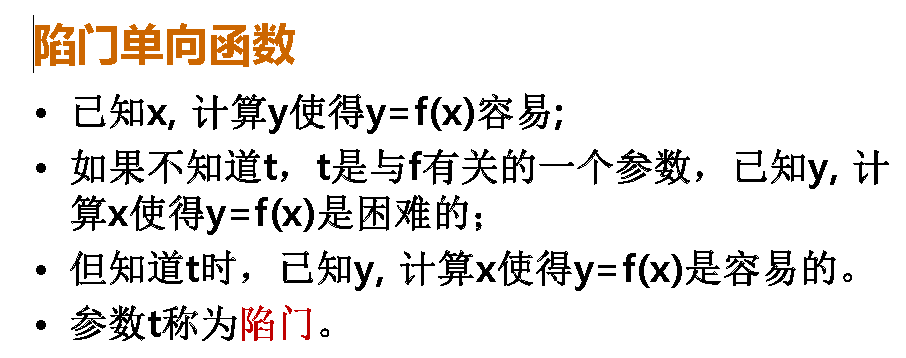 陷门单向函数
• 已知x, 计算y使得y=f(x)容易;
• 如果不知道t，t是与f有关的一个参数，已知y, 计
算x使得y=f(x)是困难的；
• 但知道t时，已知y, 计算x使得y=f(x)是容易的。
• 参数t称为陷门。